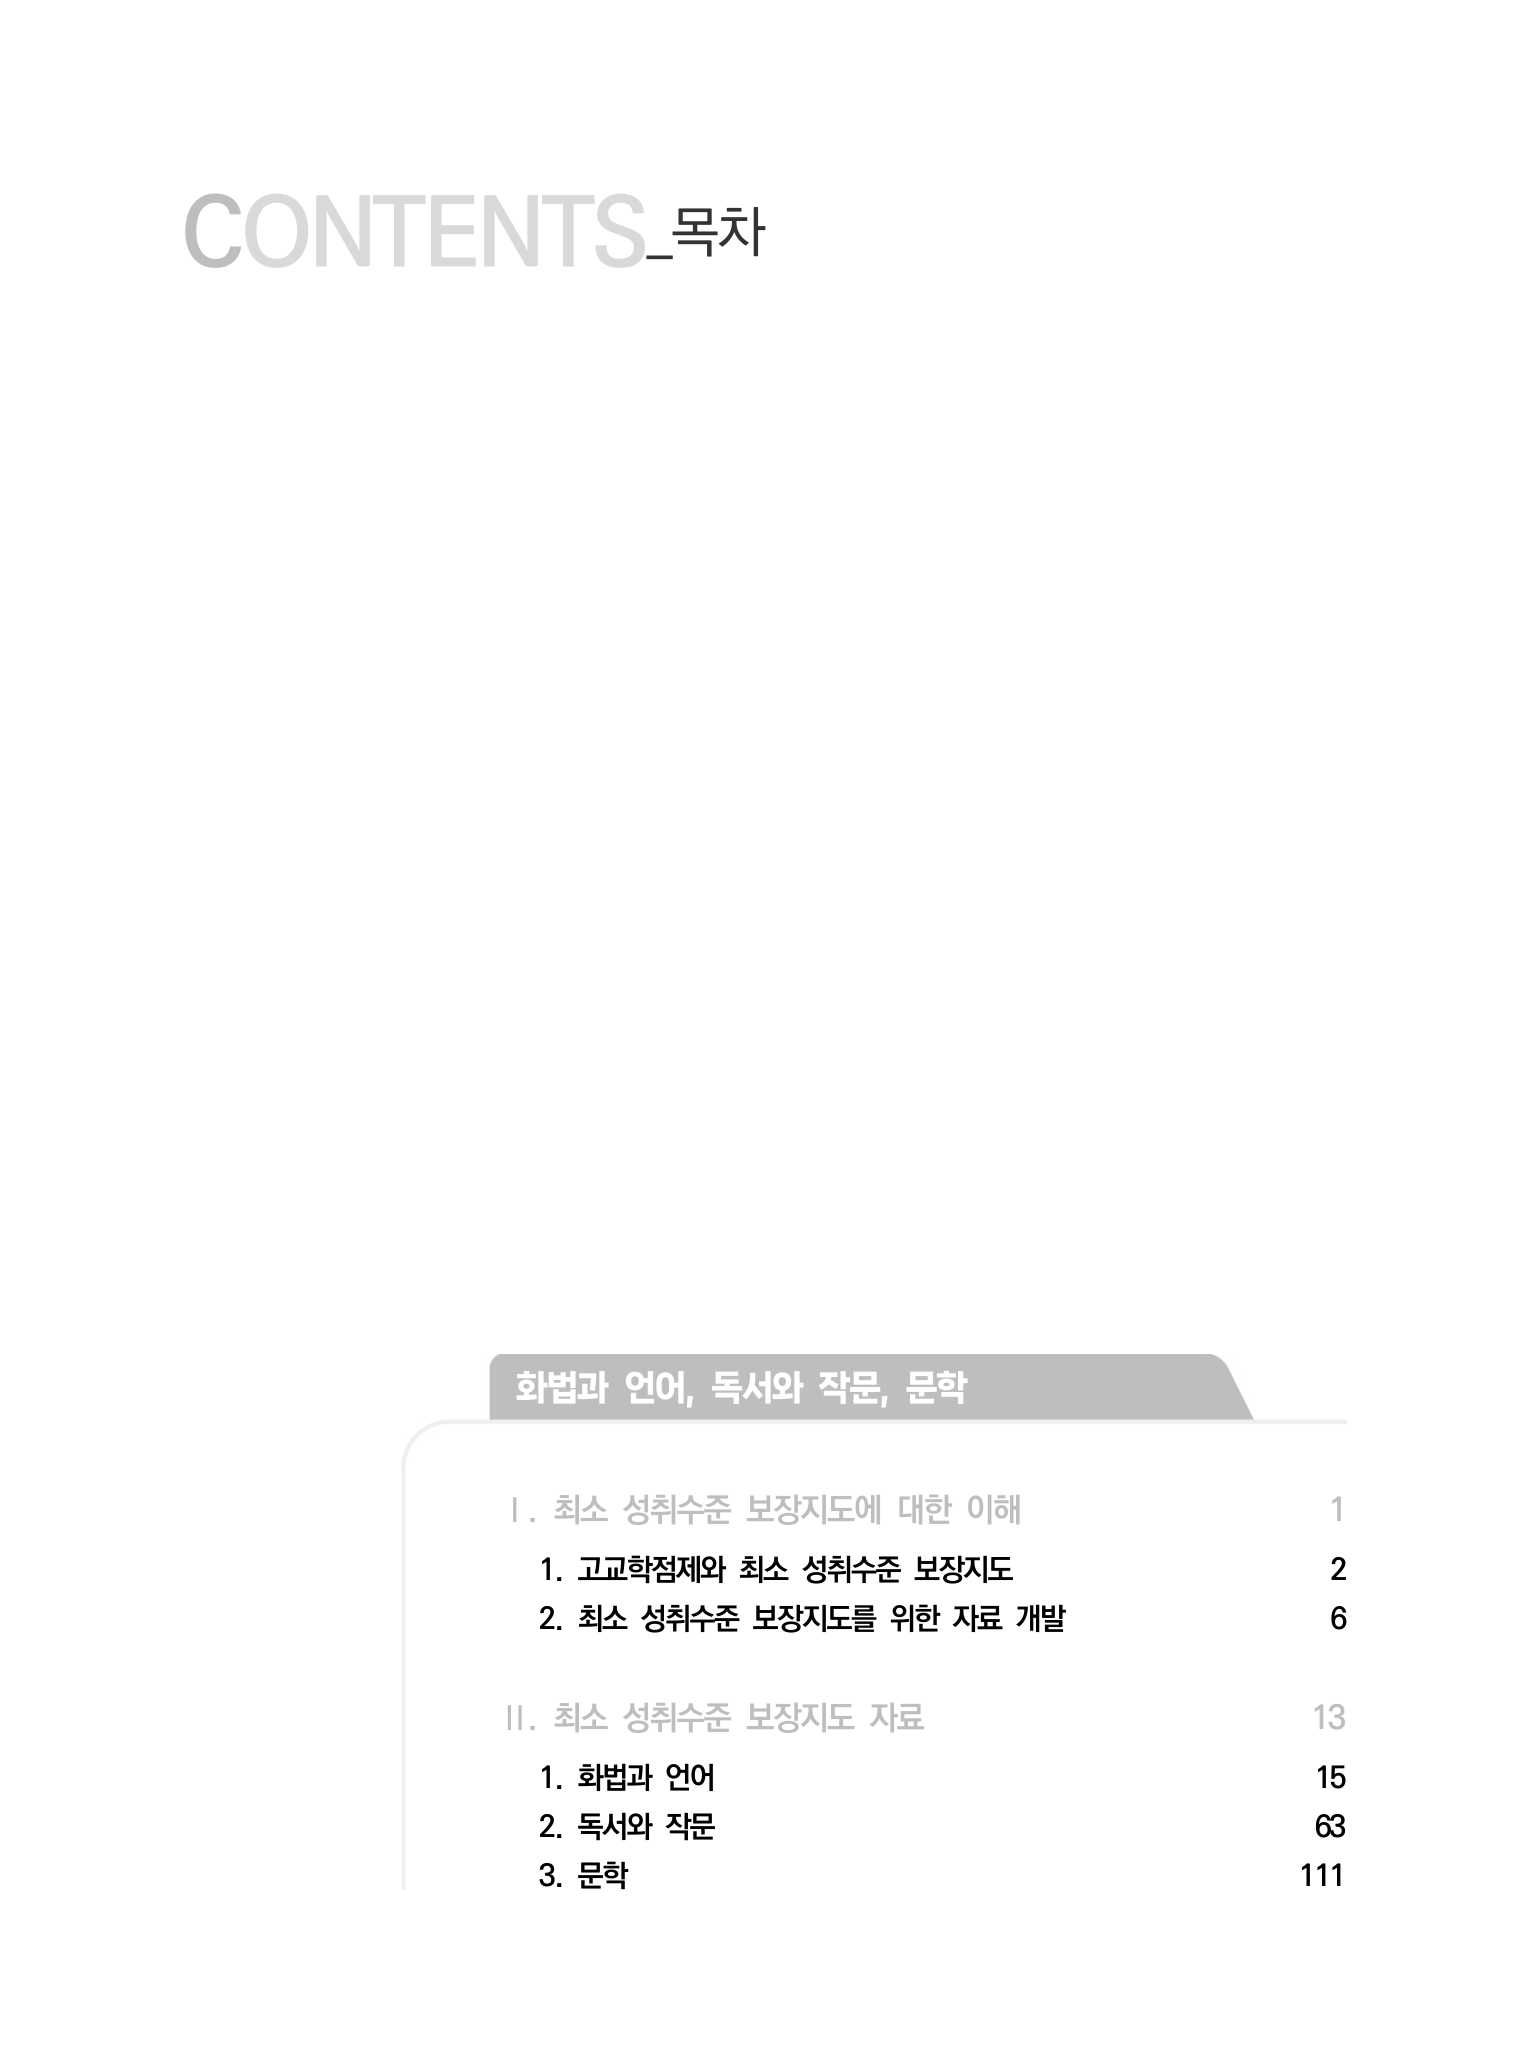 CONTENTS_목차
화법과 언어, 독서와 작문, 문학
Ⅰ. 최소 성취수준 보장지도에 대한 이해 1
1. 고교학점제와 최소 성취수준 보장지도 2
2. 최소 성취수준 보장지도를 위한 자료 개발 6
Ⅱ. 최소 성취수준 보장지도 자료 13
1. 화법과 언어 15
2. 독서와 작문 63
3. 문학 111